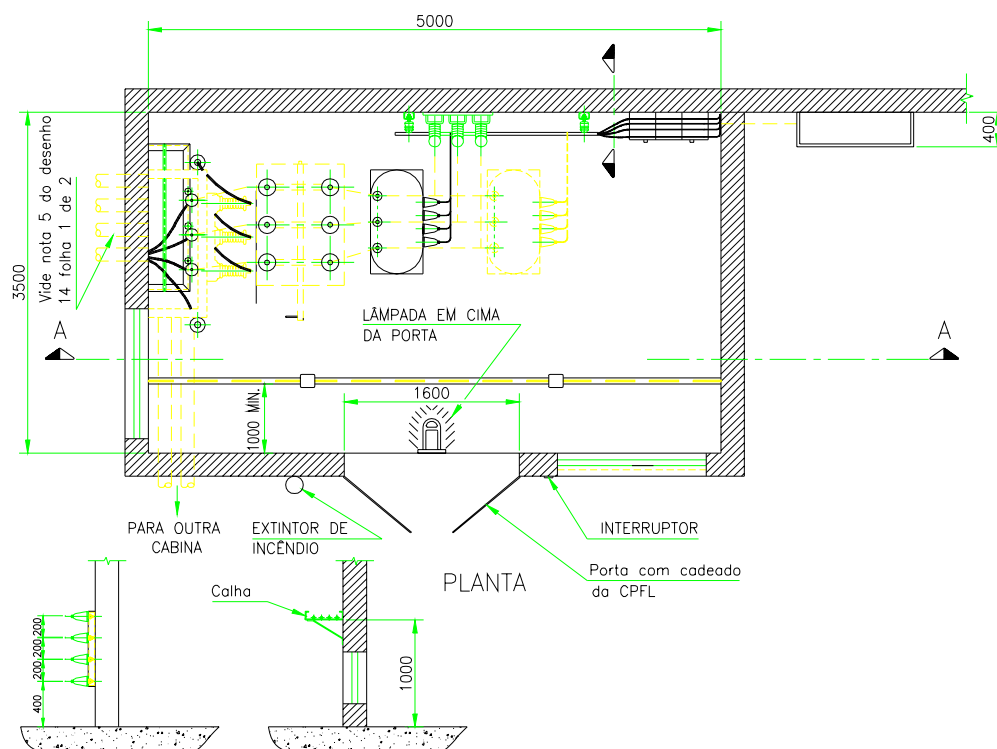 5000
400
3500
Vide nota 5 do desenho
14 folha 1 de 2
A
A
LÂMPADA EM CIMA
DA PORTA
1600
1000 MIN.
PARA OUTRA
CABINA
EXTINTOR DE
INCÊNDIO
INTERRUPTOR
PLANTA
Porta com cadeado
da CPFL
Calha
200
200
200
400
1000